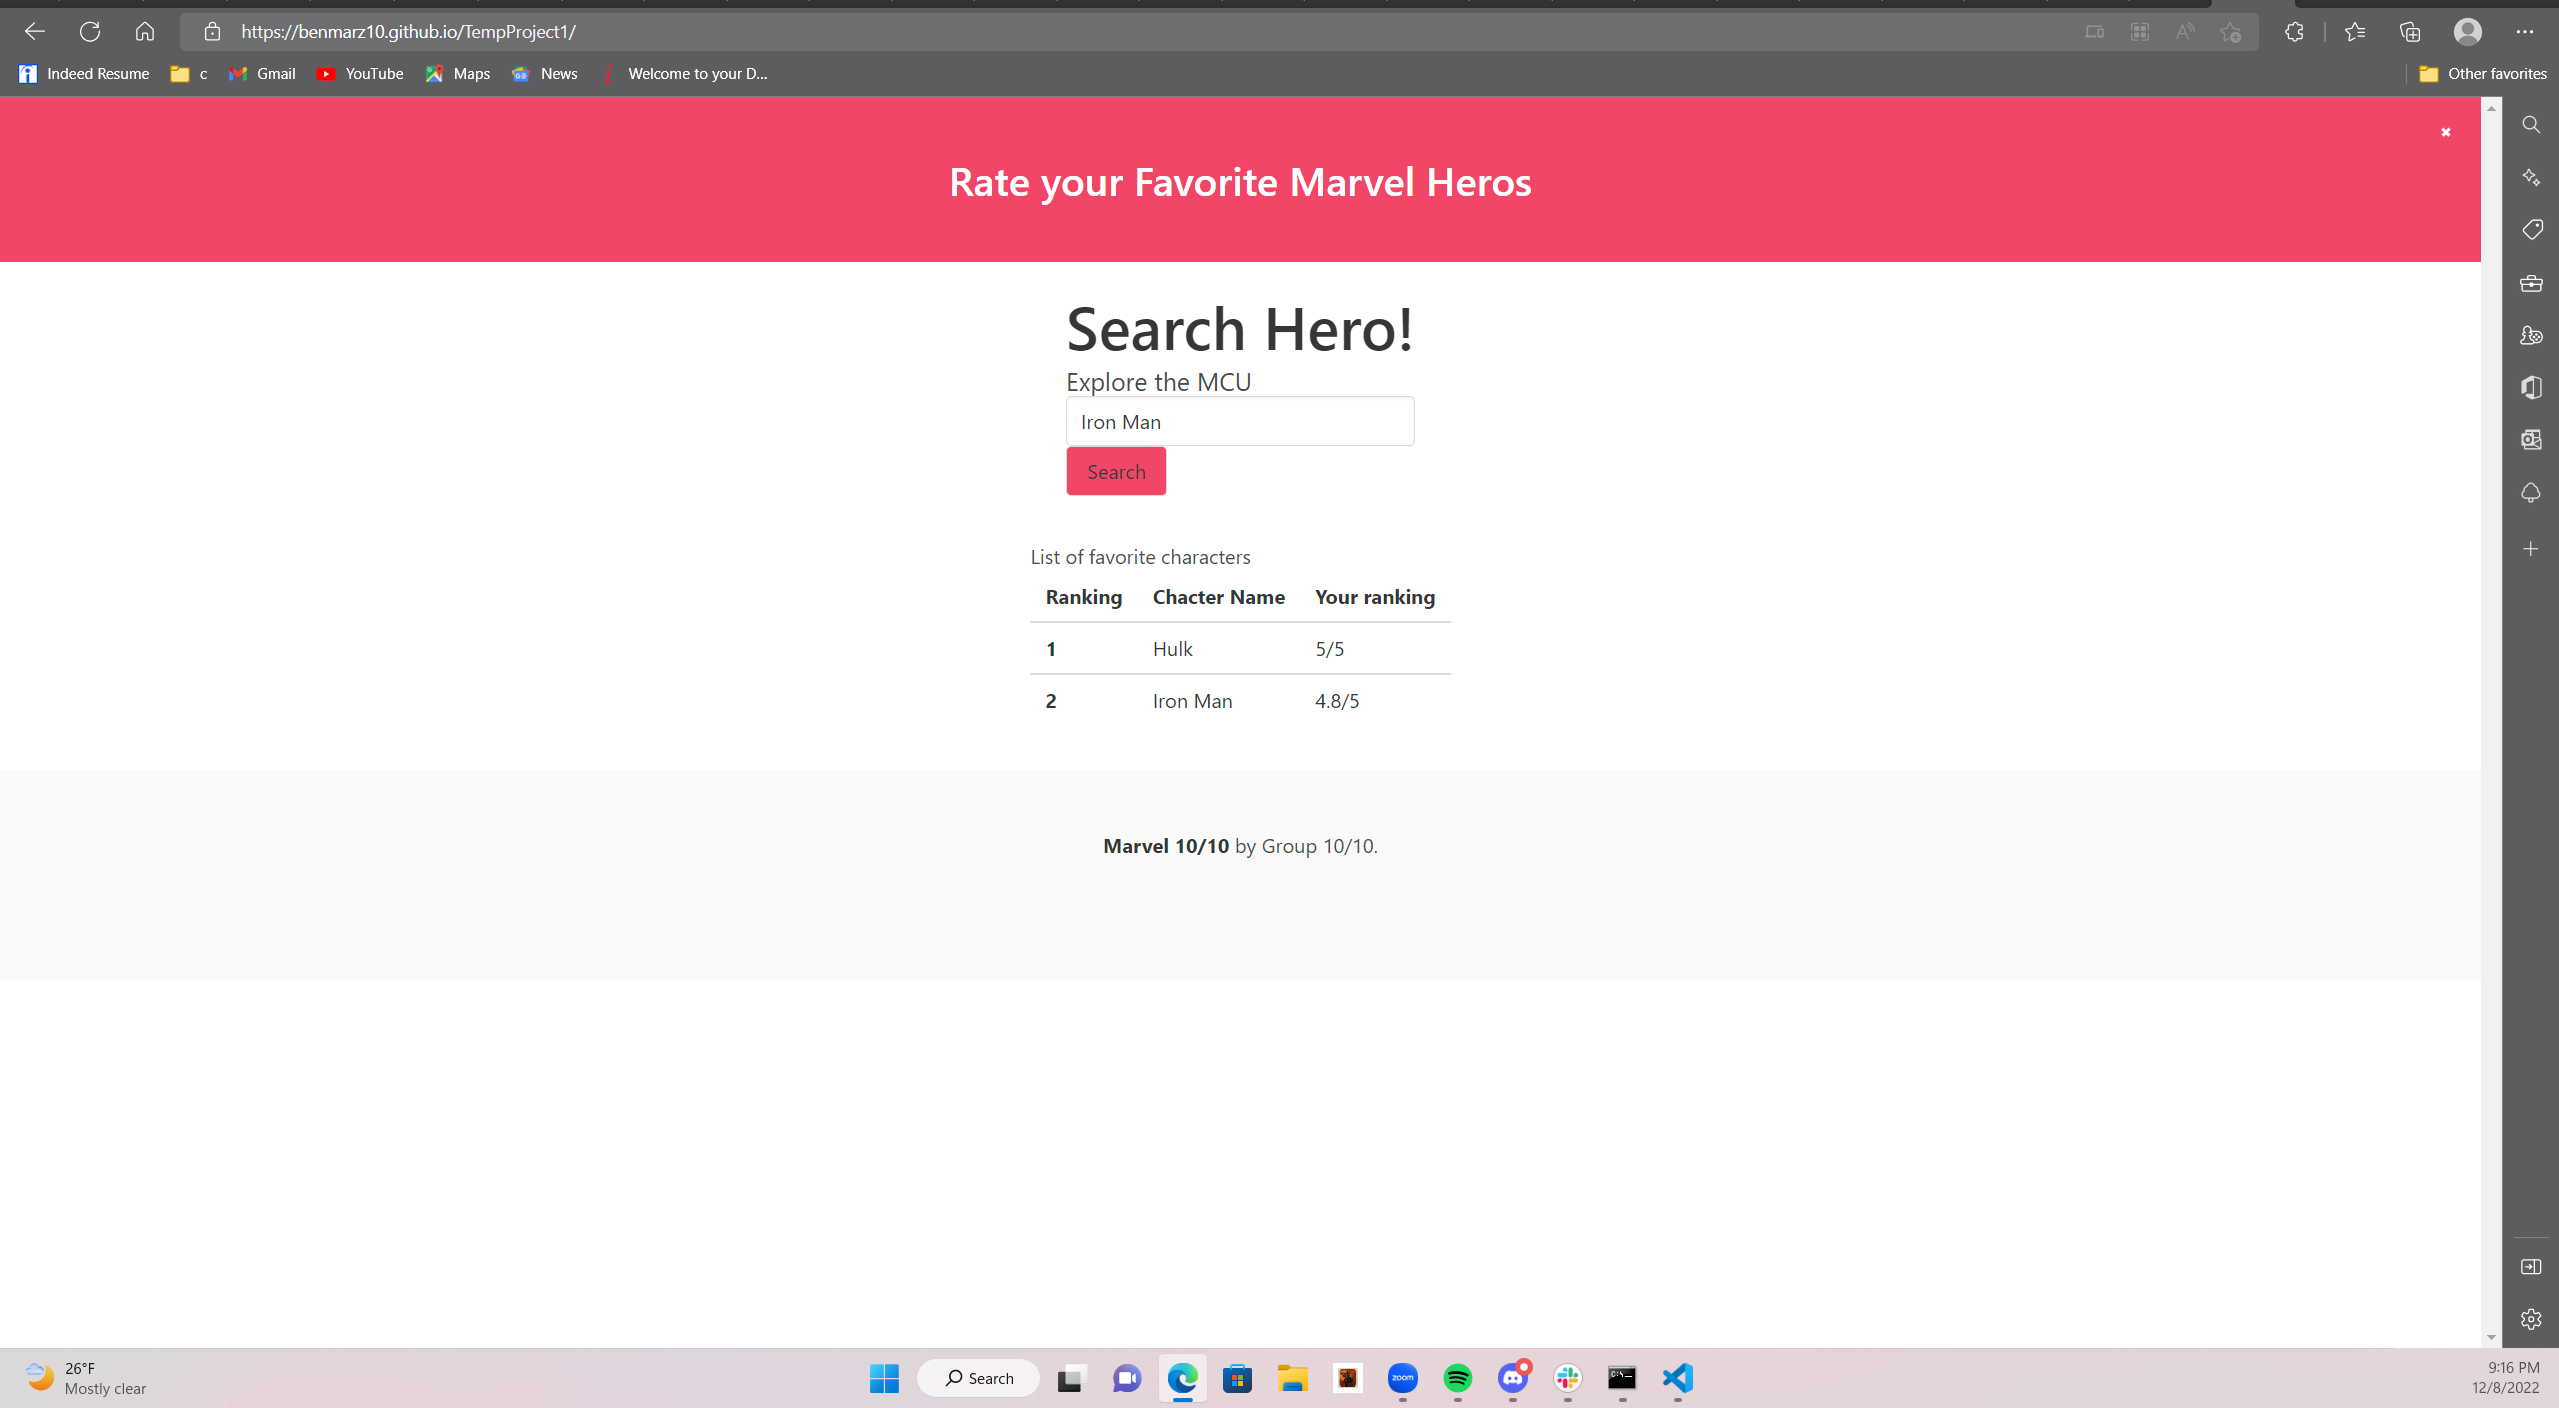 https://benmarz10.github.io/TempProject1/
Indeed Resume c Gmail YouTube Maps News Welcome to your D... Other favorites
Rate your Favorite Marvel Heros
Search Hero!
Explore the MCU
Iron Man
Search
List of favorite characters
Ranking Chacter Name Your ranking
1 Hulk 5/5
2 Iron Man 4.8/5
Marvel 10/10 by Group 10/10.
26°F
Mostly clear
Search
zoom
9:16 PM
12/8/2022